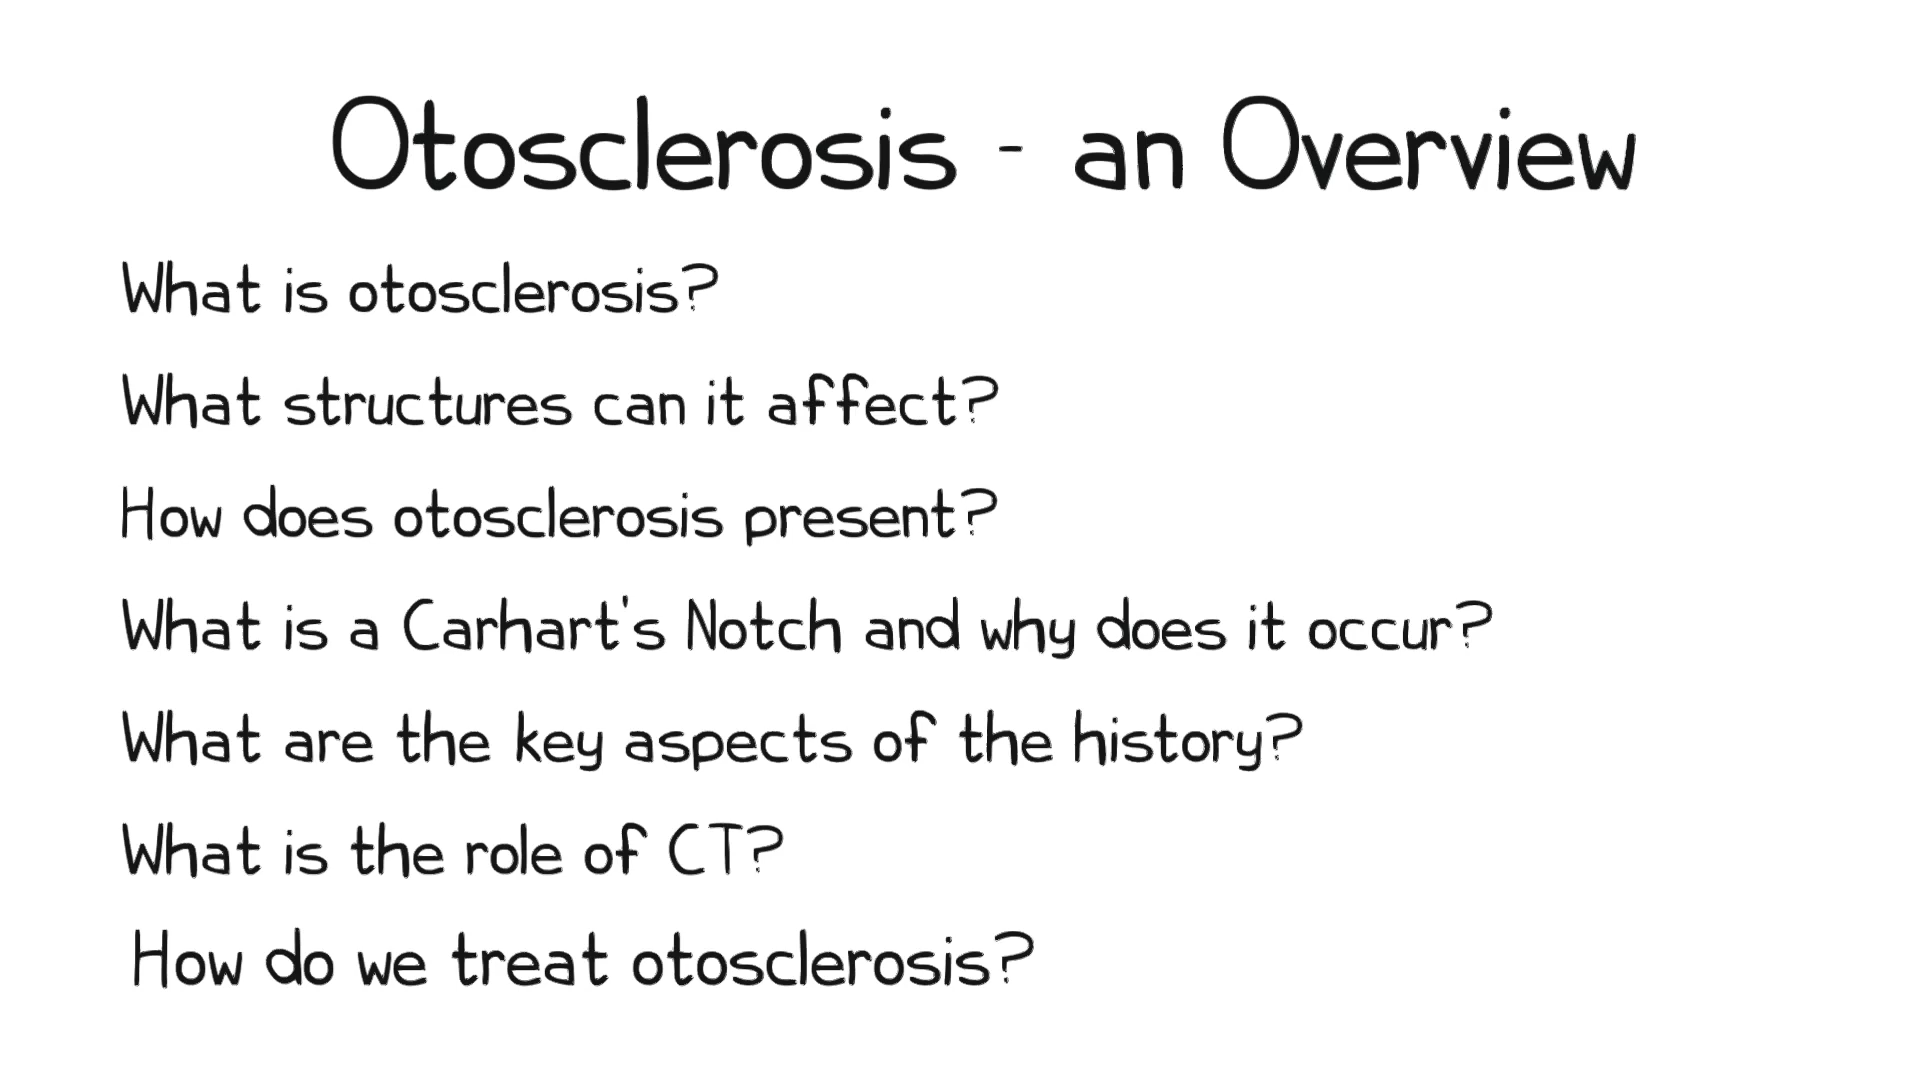 Otosclerosis - an Overview
What is otosclerosis?
What structures can it affect?
How does otosclerosis present?
What is a Carhart's Notch and why does it occur?
What are the key aspects of the history?
What is the role of CT?
How do we treat otosclerosis?